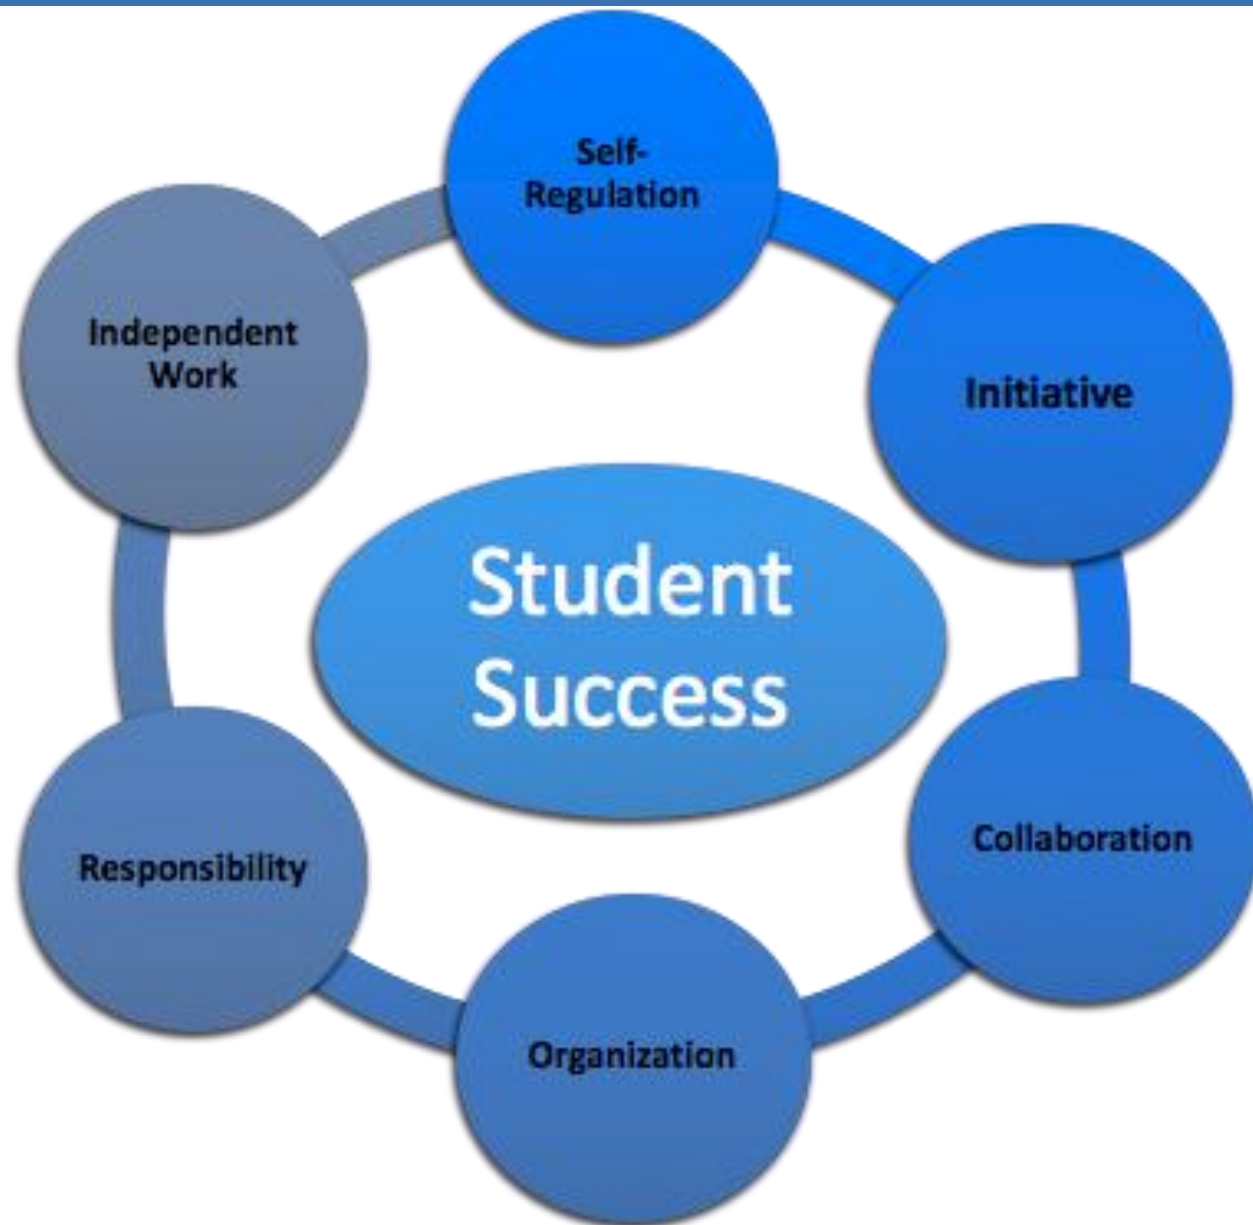 Self-
Regulation
Initiative
Collaboration
Organization
Responsibility
Independent
Work
Student
Success